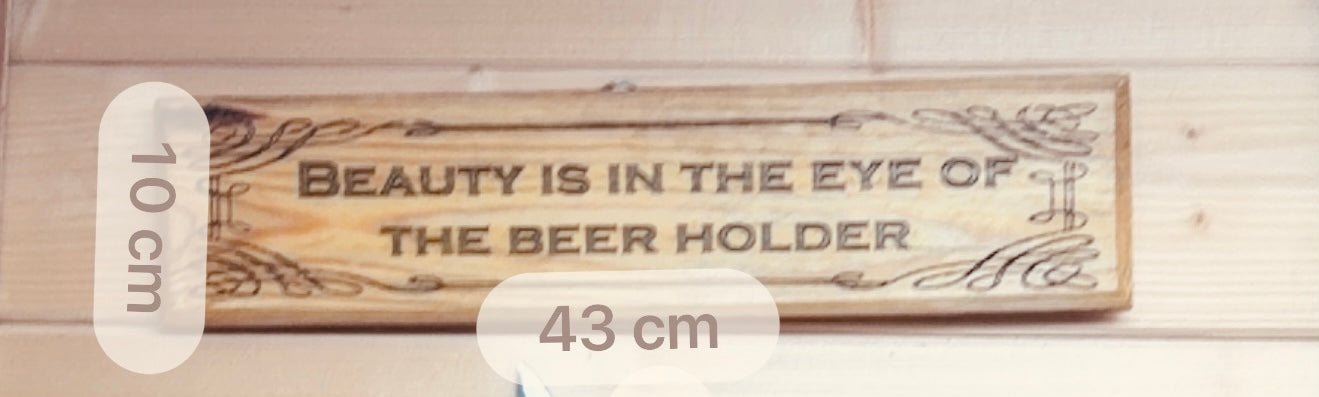 10 cm
BEAUTY IS IN THE EYE OF
THE BEER HOLDER
43 cm